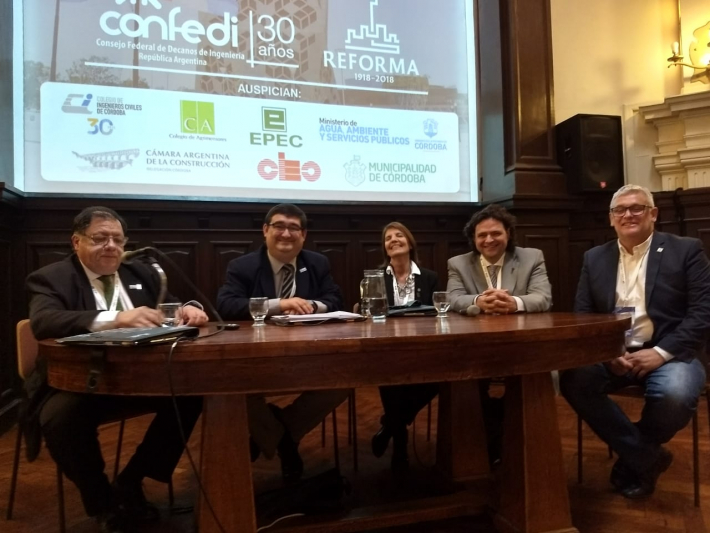 confedi
30
años
Consejo Federal de Decanos de Ingeniería
República Argentina
REFORMA
1918-2018
AUSPICIAN:
COLEGIO DE
INGENIEROS CIVILES
DE CÓRDOBA
30
CA
Colegio de Agrimensores
E
EPEC
Ministerio de
AGUA, AMBIENTE
Y SERVICIOS PÚBLICOS
CÓRDOBA
CÁMARA ARGENTINA
DE LA CONSTRUCCIÓN
MUNICIPALIDAD
DE CÓRDOBA